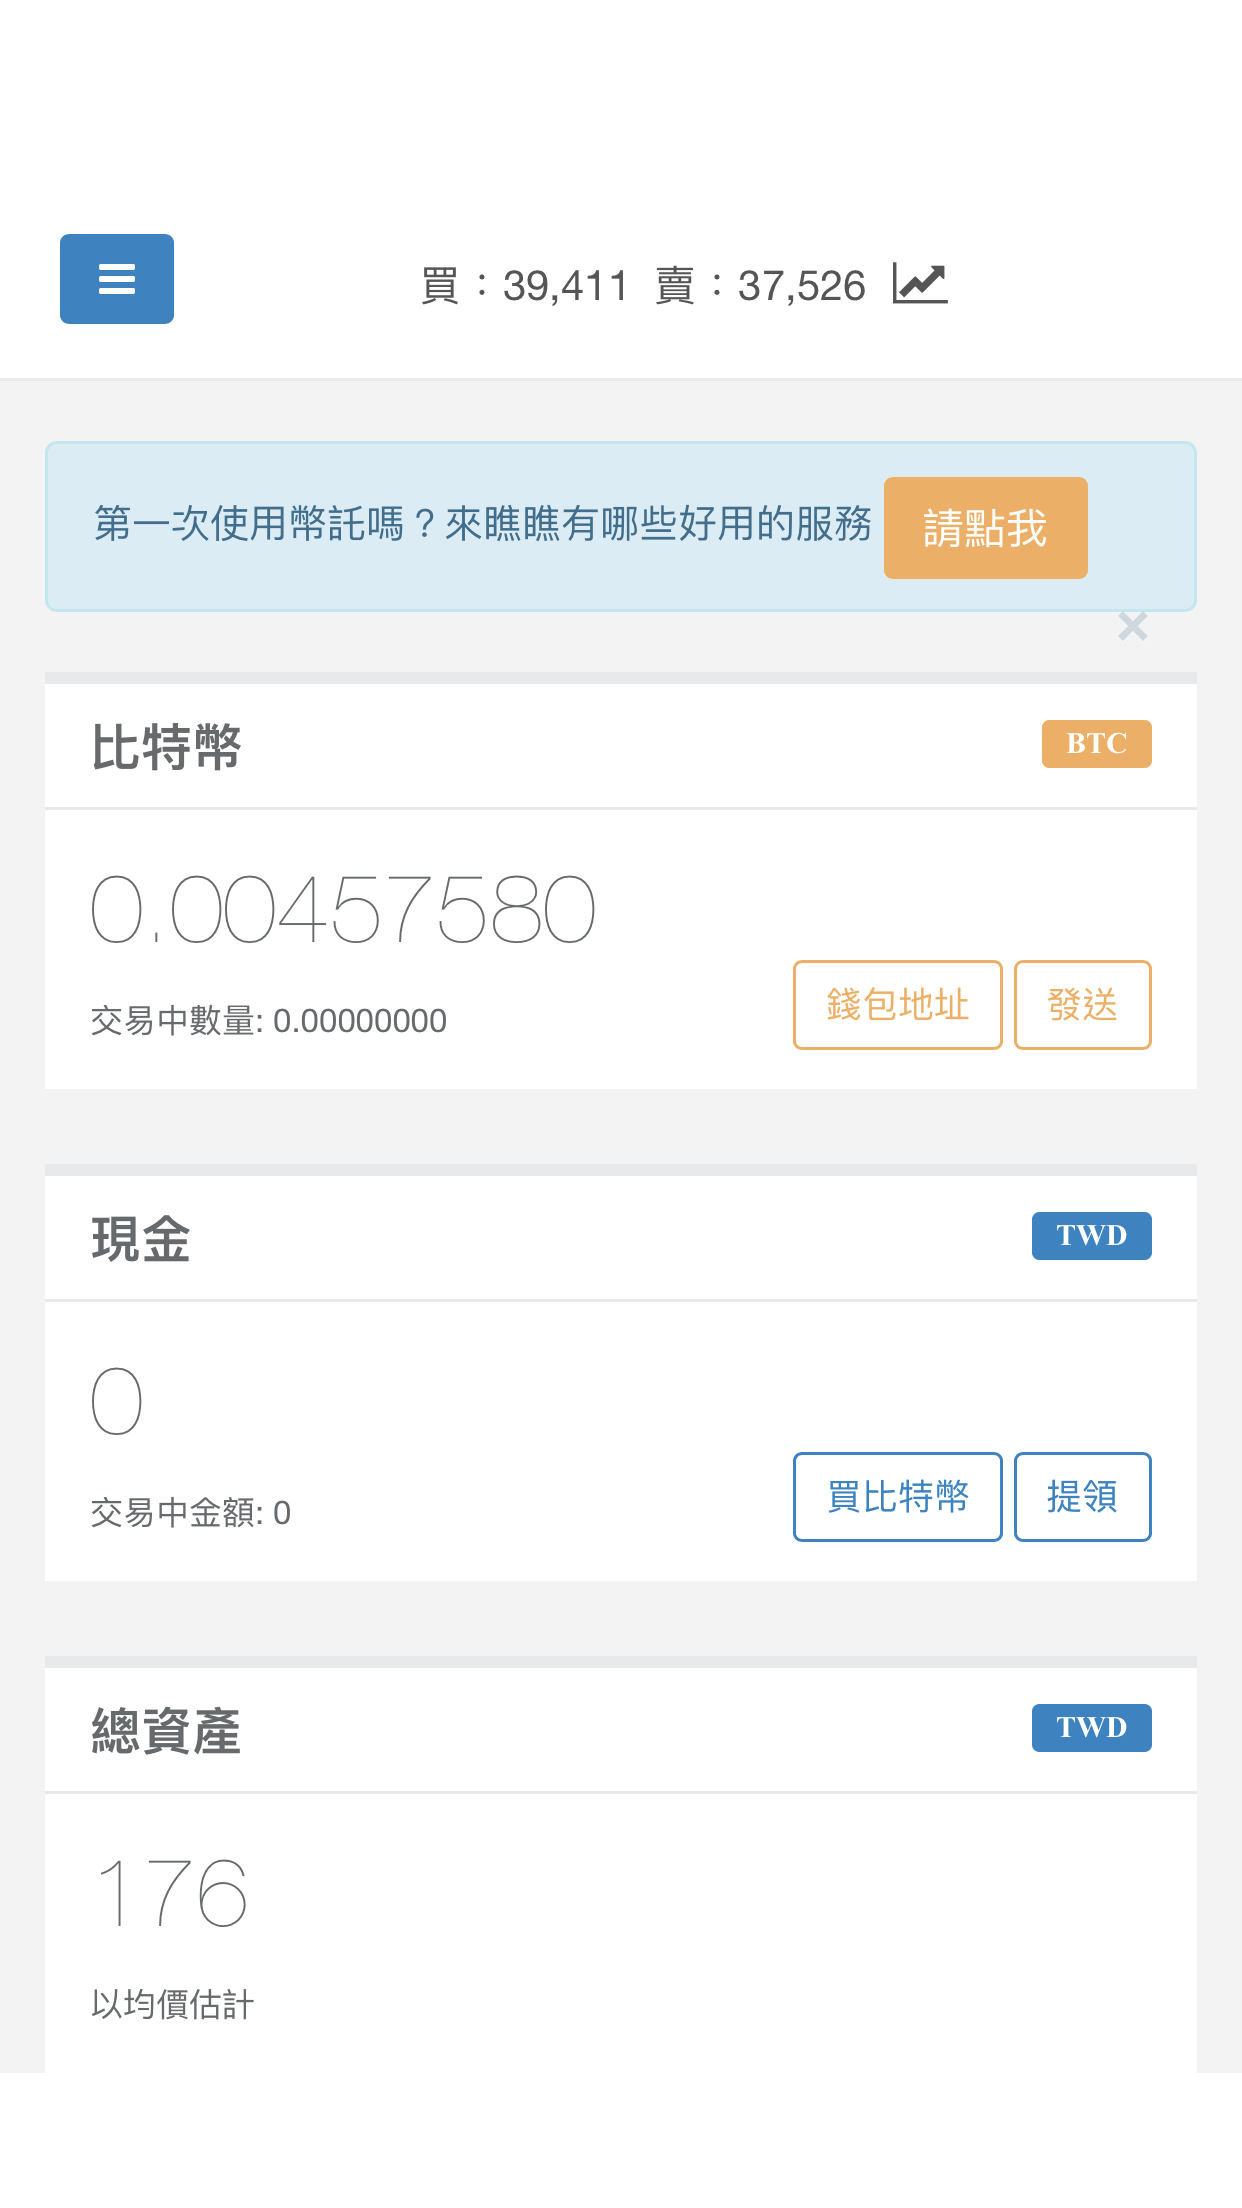 買：39,411 賣：37,526
第一次使用幣託嗎？來瞧瞧有哪些好用的服務 請點我
×
比特幣 BTC
0.00457580
交易中數量: 0.00000000 錢包地址 發送
現金 TWD
0
交易中金額: 0 買比特幣 提領
總資產 TWD
176
以均價估計